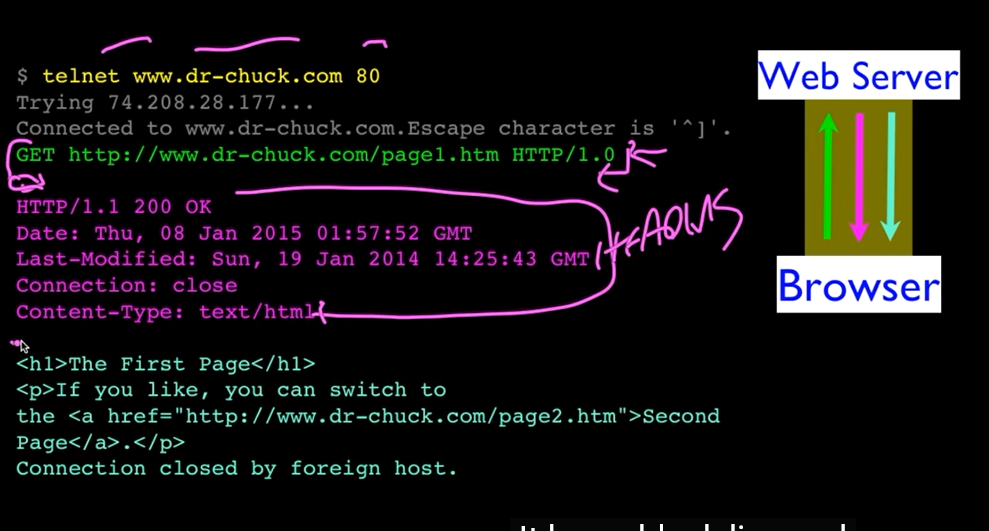 $ telnet www.dr-chuck.com 80
Trying 74.208.28.177...
Connected to www.dr-chuck.com.Escape character is '^]'.
GET http://www.dr-chuck.com/page1.htm HTTP/1.0
HTTP/1.1 200 OK
Date: Thu, 08 Jan 2015 01:57:52 GMT
Last-Modified: Sun, 19 Jan 2014 14:25:43 GMT
Connection: close
Content-Type: text/html
<h1>The First Page</h1>
<p>If you like, you can switch to
the <a href="http://www.dr-chuck.com/page2.htm">Second
Page</a>.</p>
Connection closed by foreign host.
Web Server
Browser